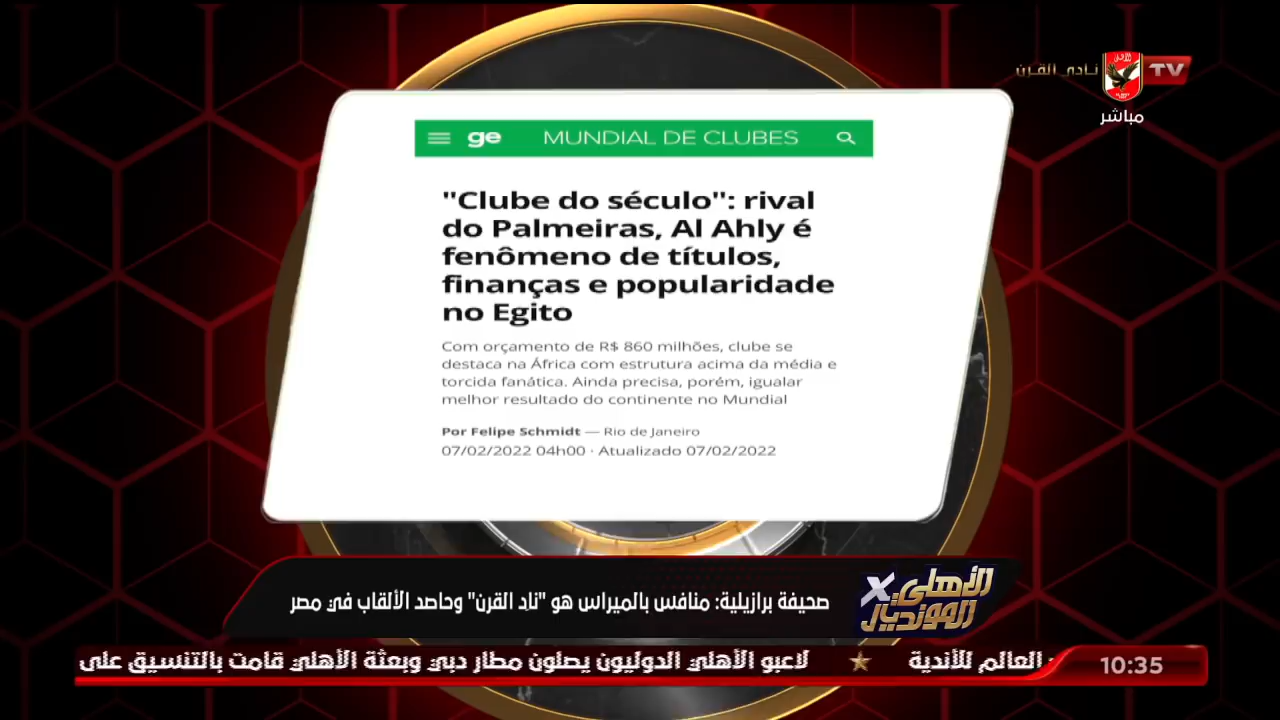 نادي القرن
TV
مباشر
ge MUNDIAL DE CLUBES
"Clube do século": rival
do Palmeiras, Al Ahly é
fenômeno de títulos,
finanças e popularidade
no Egito
Com orçamento de R$ 860 milhões, clube se
destaca na África com estrutura acima da média e
torcida fanática. Ainda precisa, porém, igualar
melhor resultado do continente no Mundial
Por Felipe Schmidt — Rio de Janeiro
07/02/2022 04h00 · Atualizado 07/02/2022
الأهلي x المونديال
صحيفة برازيلية: منافس بالميراس هو "ناد القرن" وحاصد الألقاب في مصر
العالم للأندية ★ لاعبو الأهلي الدوليون يصلون مطار دبي وبعثة الأهلي قامت بالتنسيق على
10:35